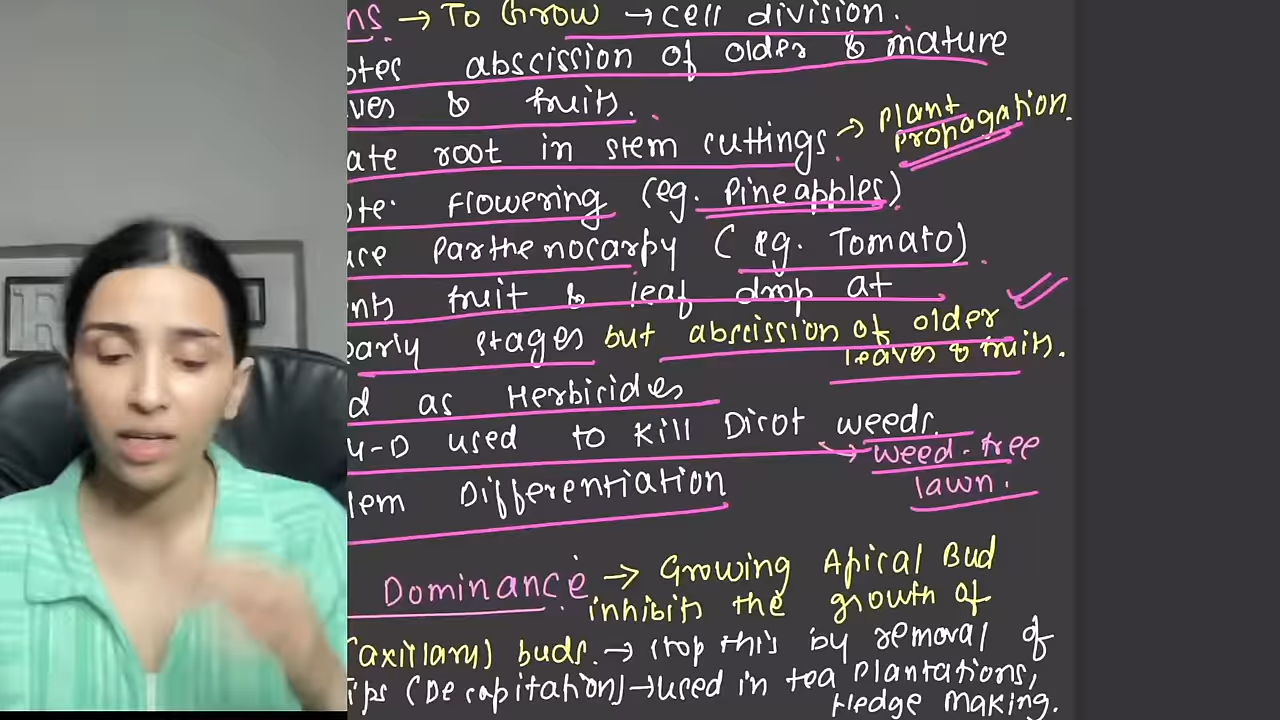 ns → To Grow → cell division.
otes abscission of older & mature
ves & fruits.
ate root in stem cuttings → Plant propagation.
ote. Flowering (eg. Pineapples)
uce Parthenocarpy (eg. Tomato).
nts fruit & leaf drop at
early stages but abscission of older leaves & fruits.
d as Herbicides
4-D used to Kill Dicot weeds.
→ weed-free lawn.
lem Differentiation
Dominance → Growing Apical Bud
inhibits the growth of
(axillary) buds. → stop this by removal of
Tips (Decapitation) → used in tea Plantations,
Hedge Making.